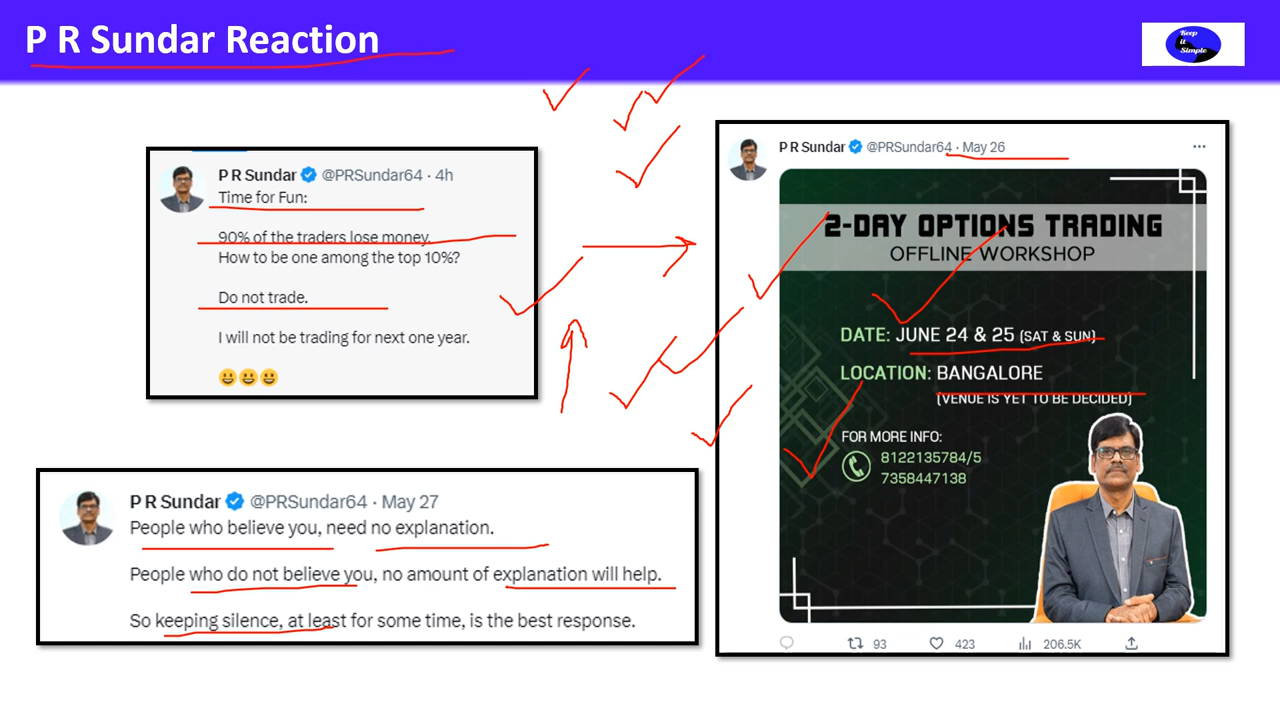 P R Sundar Reaction
Keep
it
Simple
P R Sundar @PRSundar64 · 4h
Time for Fun:
90% of the traders lose money.
How to be one among the top 10%?
Do not trade.
I will not be trading for next one year.
😀😀😀
P R Sundar @PRSundar64 · May 27
People who believe you, need no explanation.
People who do not believe you, no amount of explanation will help.
So keeping silence, at least for some time, is the best response.
P R Sundar @PRSundar64 · May 26
2-DAY OPTIONS TRADING
OFFLINE WORKSHOP
DATE: JUNE 24 & 25 (SAT & SUN)
LOCATION: BANGALORE
(VENUE IS YET TO BE DECIDED)
FOR MORE INFO:
8122135784/5
7358447138
93 423 206.5K